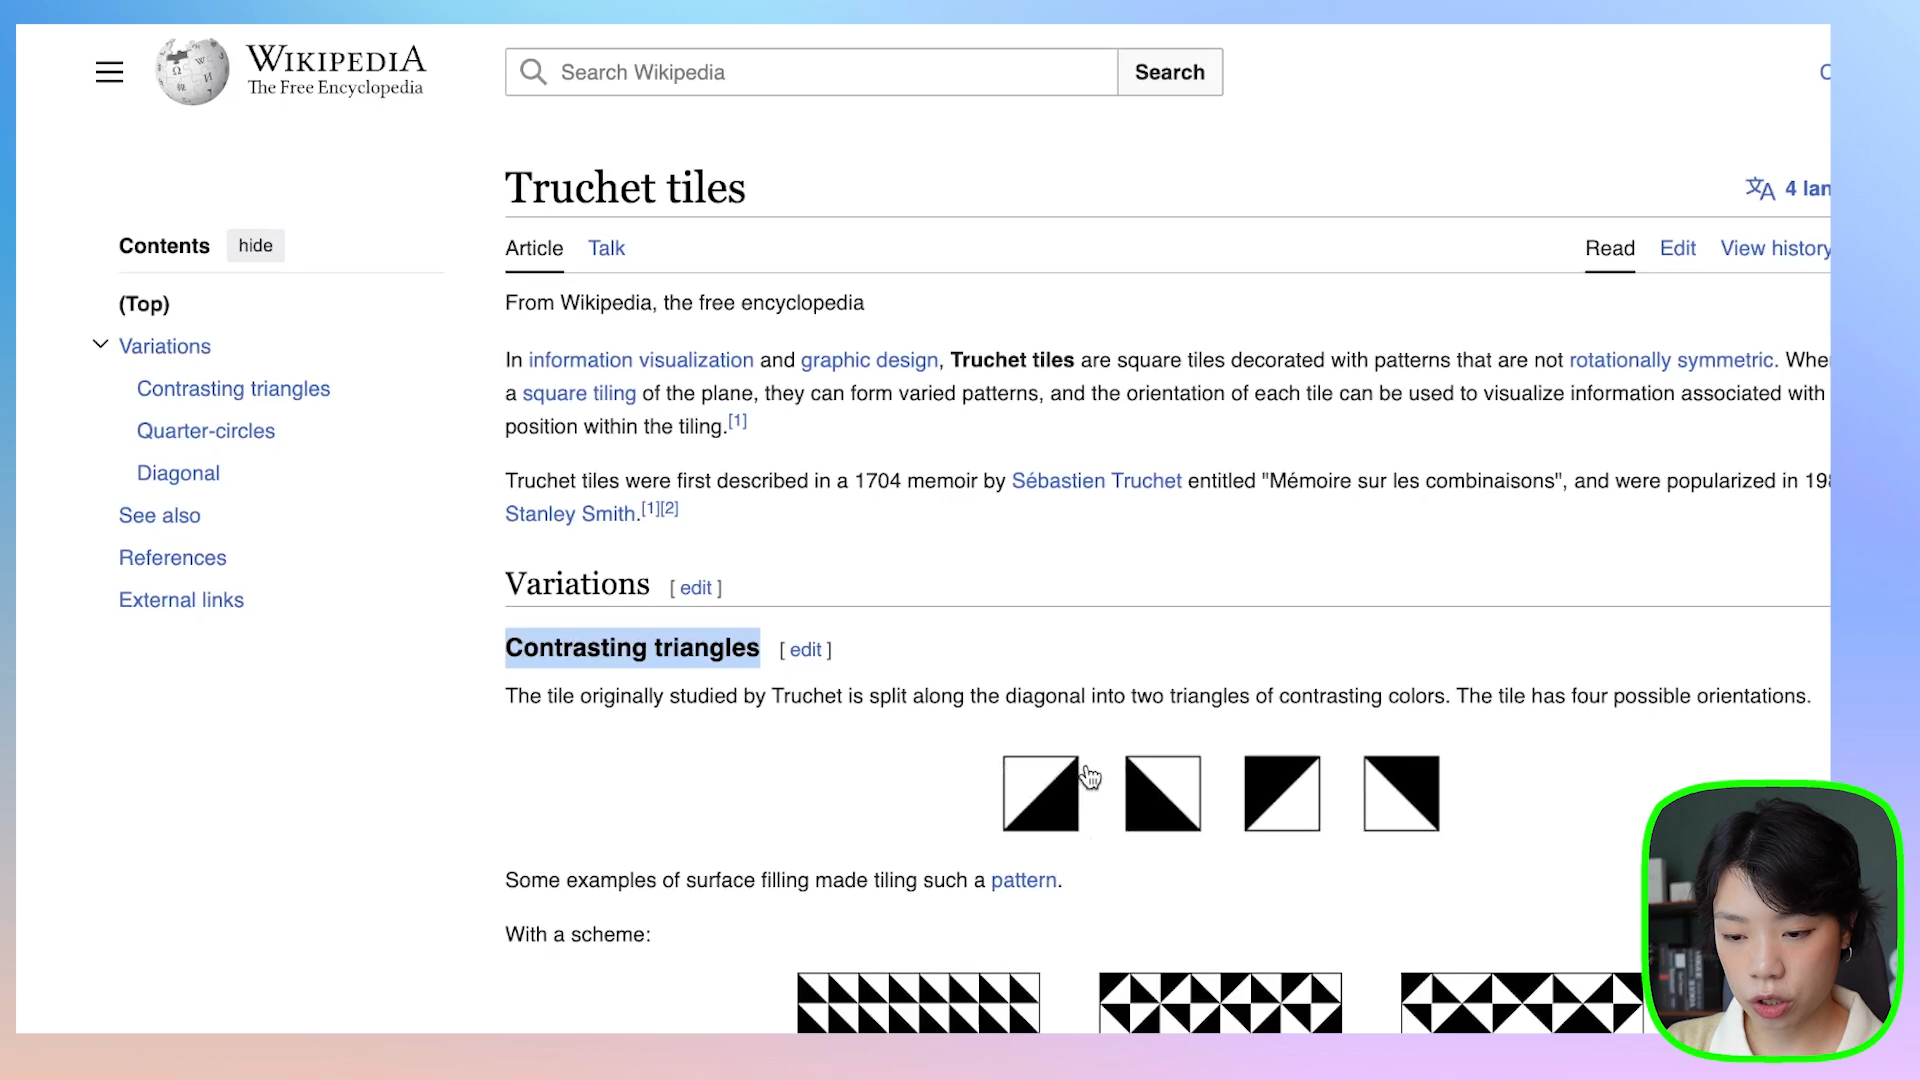 WIKIPEDIA
The Free Encyclopedia
Search Wikipedia
Search
Truchet tiles
4 lan
Contents
hide
Article
Talk
Read
Edit
View history
(Top)
From Wikipedia, the free encyclopedia
Variations
Contrasting triangles
Quarter-circles
Diagonal
See also
References
External links
In information visualization and graphic design, Truchet tiles are square tiles decorated with patterns that are not rotationally symmetric. Whe
a square tiling of the plane, they can form varied patterns, and the orientation of each tile can be used to visualize information associated with
position within the tiling.[1]
Truchet tiles were first described in a 1704 memoir by Sébastien Truchet entitled "Mémoire sur les combinaisons", and were popularized in 198
Stanley Smith.[1][2]
Variations [ edit ]
Contrasting triangles [ edit ]
The tile originally studied by Truchet is split along the diagonal into two triangles of contrasting colors. The tile has four possible orientations.
Some examples of surface filling made tiling such a pattern.
With a scheme: